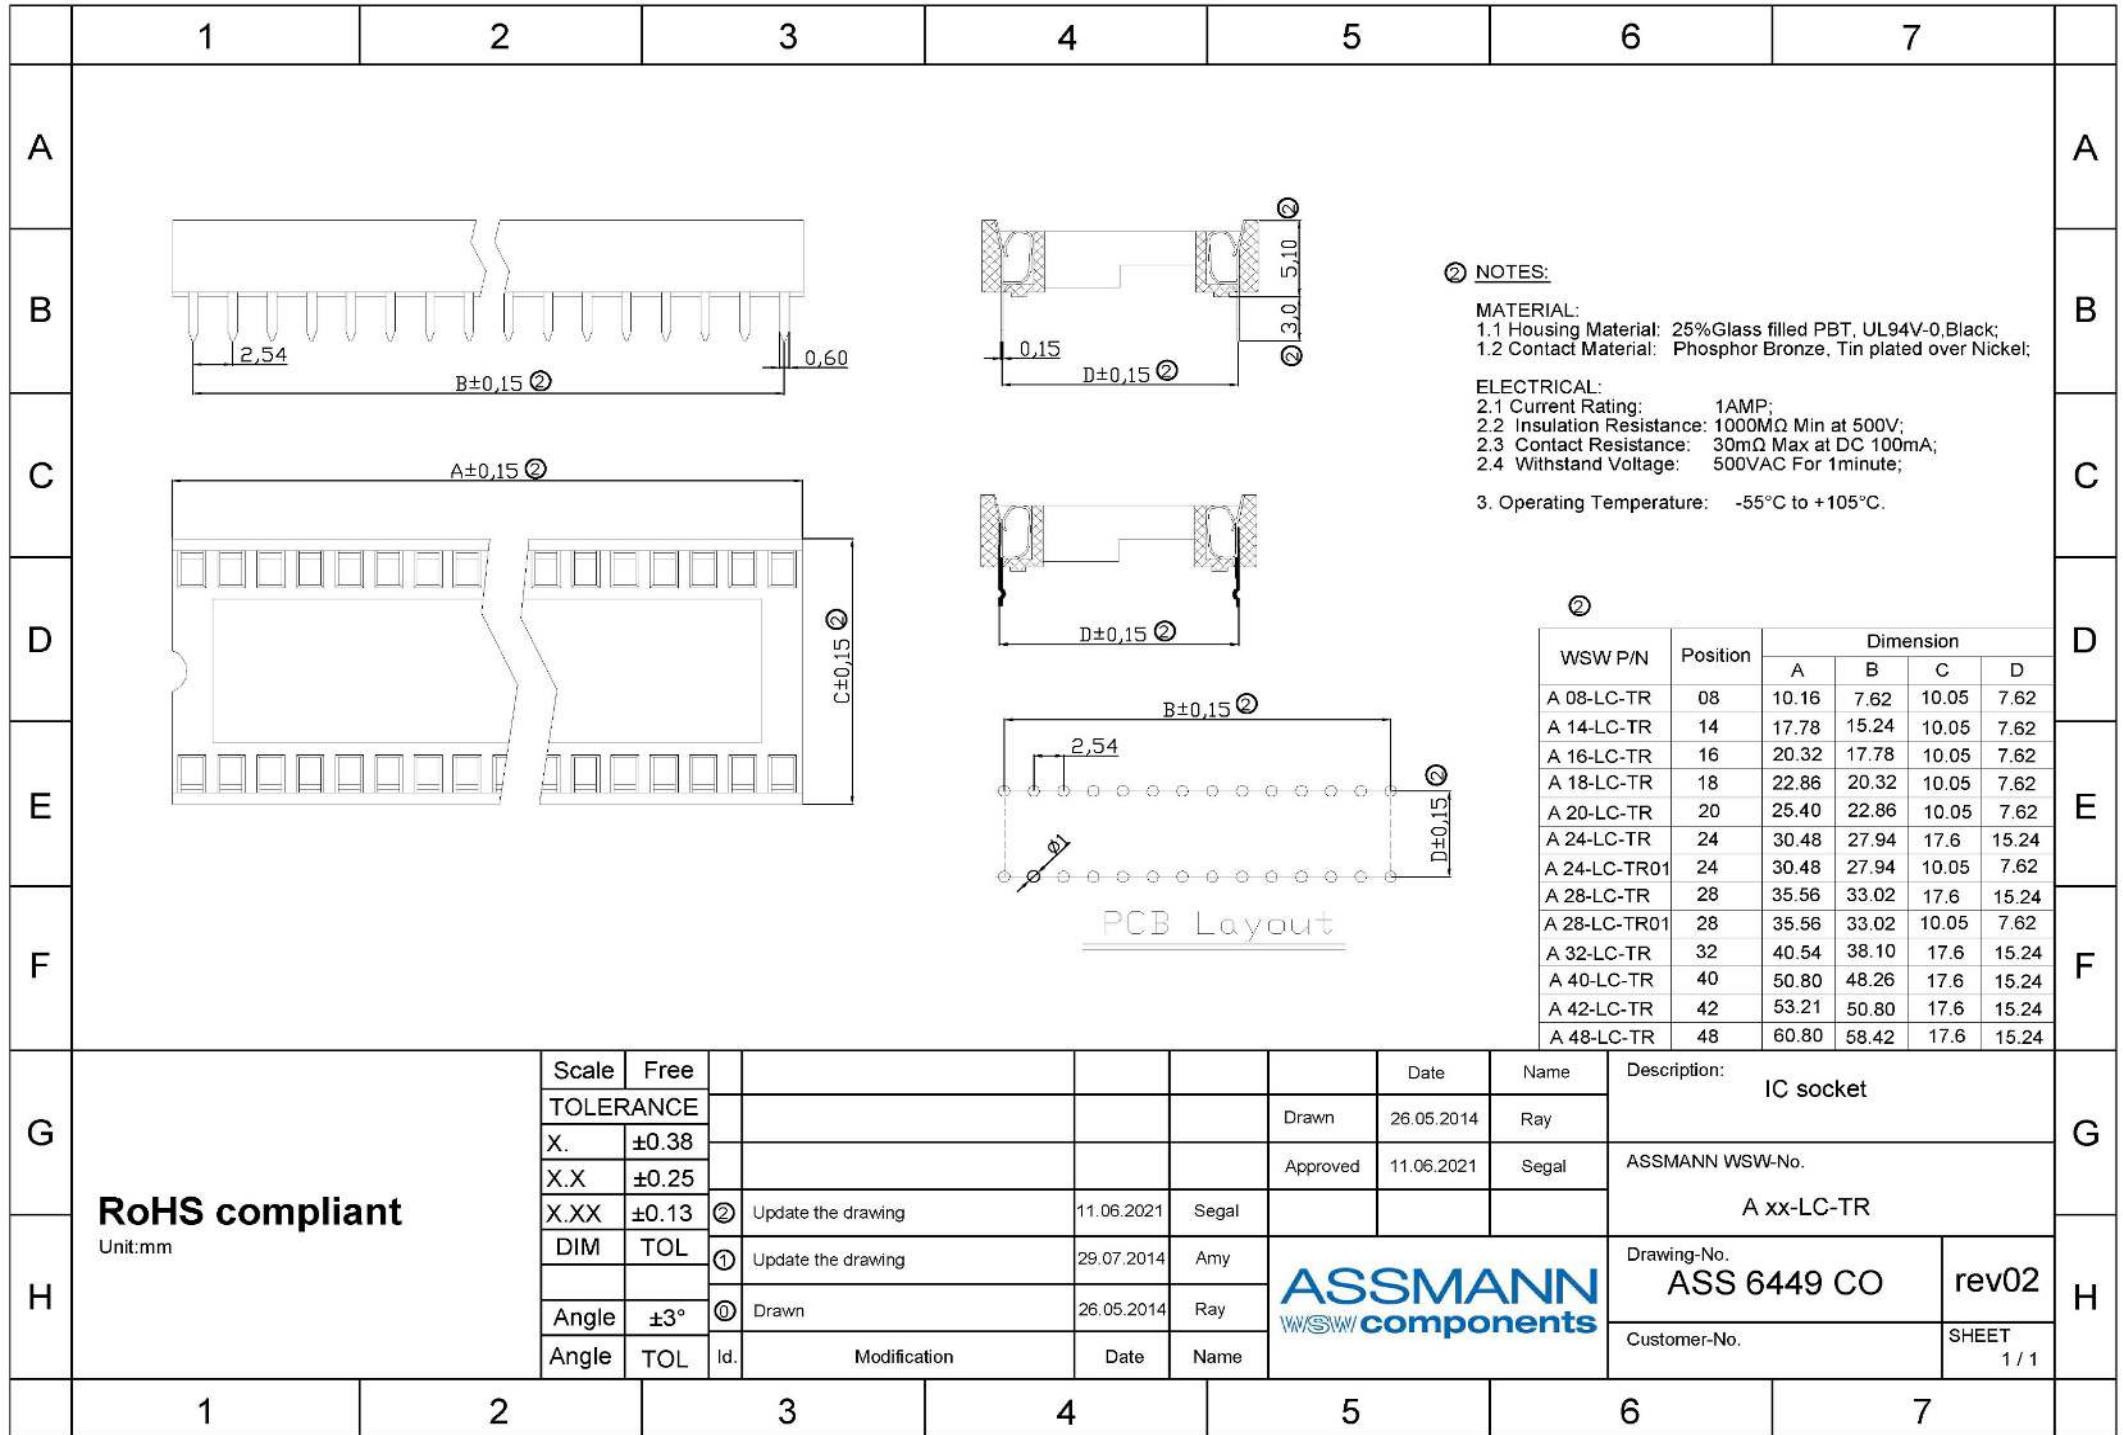 1 2 3 4 5 6 7
A A
B B
C C
D D
E E
F F
G G
H H
2,54
0,60
B±0,15 ②
A±0,15 ②
C±0,15 ②
②
5,10
3,0
②
0,15
D±0,15 ②
D±0,15 ②
B±0,15 ②
2,54
D±0,15 ②
Ø1
PCB Layout
② NOTES:
MATERIAL:
1.1 Housing Material: 25%Glass filled PBT, UL94V-0,Black;
1.2 Contact Material: Phosphor Bronze, Tin plated over Nickel;
ELECTRICAL:
2.1 Current Rating: 1AMP;
2.2 Insulation Resistance: 1000MΩ Min at 500V;
2.3 Contact Resistance: 30mΩ Max at DC 100mA;
2.4 Withstand Voltage: 500VAC For 1minute;
3. Operating Temperature: -55°C to +105°C.
②
WSW P/N Position Dimension
A B C D
A 08-LC-TR 08 10.16 7.62 10.05 7.62
A 14-LC-TR 14 17.78 15.24 10.05 7.62
A 16-LC-TR 16 20.32 17.78 10.05 7.62
A 18-LC-TR 18 22.86 20.32 10.05 7.62
A 20-LC-TR 20 25.40 22.86 10.05 7.62
A 24-LC-TR 24 30.48 27.94 17.6 15.24
A 24-LC-TR01 24 30.48 27.94 10.05 7.62
A 28-LC-TR 28 35.56 33.02 17.6 15.24
A 28-LC-TR01 28 35.56 33.02 10.05 7.62
A 32-LC-TR 32 40.54 38.10 17.6 15.24
A 40-LC-TR 40 50.80 48.26 17.6 15.24
A 42-LC-TR 42 53.21 50.80 17.6 15.24
A 48-LC-TR 48 60.80 58.42 17.6 15.24
RoHS compliant
Unit:mm
Scale Free
TOLERANCE
X. ±0.38
X.X ±0.25
X.XX ±0.13
DIM TOL
Angle ±3°
Angle TOL
② Update the drawing 11.06.2021 Segal
① Update the drawing 29.07.2014 Amy
⓪ Drawn 26.05.2014 Ray
Id. Modification Date Name
Date Name
Drawn 26.05.2014 Ray
Approved 11.06.2021 Segal
ASSMANN
WSW components
Description:
IC socket
ASSMANN WSW-No.
A xx-LC-TR
Drawing-No.
ASS 6449 CO
rev02
Customer-No.
SHEET
1 / 1
1 2 3 4 5 6 7